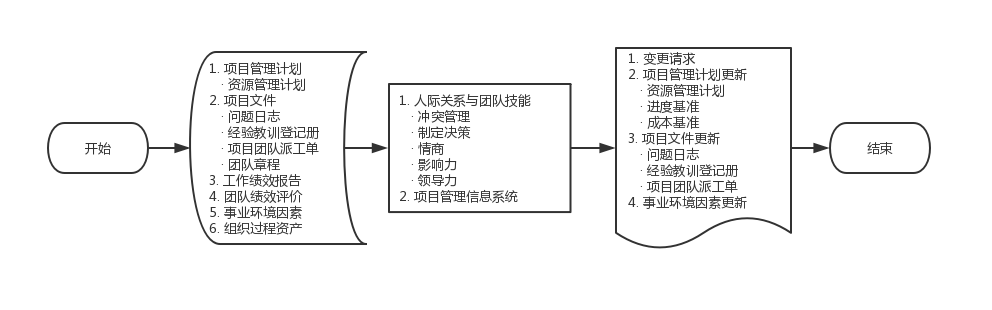 开始
1. 项目管理计划
· 资源管理计划
2. 项目文件
· 问题日志
· 经验教训登记册
· 项目团队派工单
· 团队章程
3. 工作绩效报告
4. 团队绩效评价
5. 事业环境因素
6. 组织过程资产
1. 人际关系与团队技能
· 冲突管理
· 制定决策
· 情商
· 影响力
· 领导力
2. 项目管理信息系统
1. 变更请求
2. 项目管理计划更新
· 资源管理计划
· 进度基准
· 成本基准
3. 项目文件更新
· 问题日志
· 经验教训登记册
· 项目团队派工单
4. 事业环境因素更新
结束